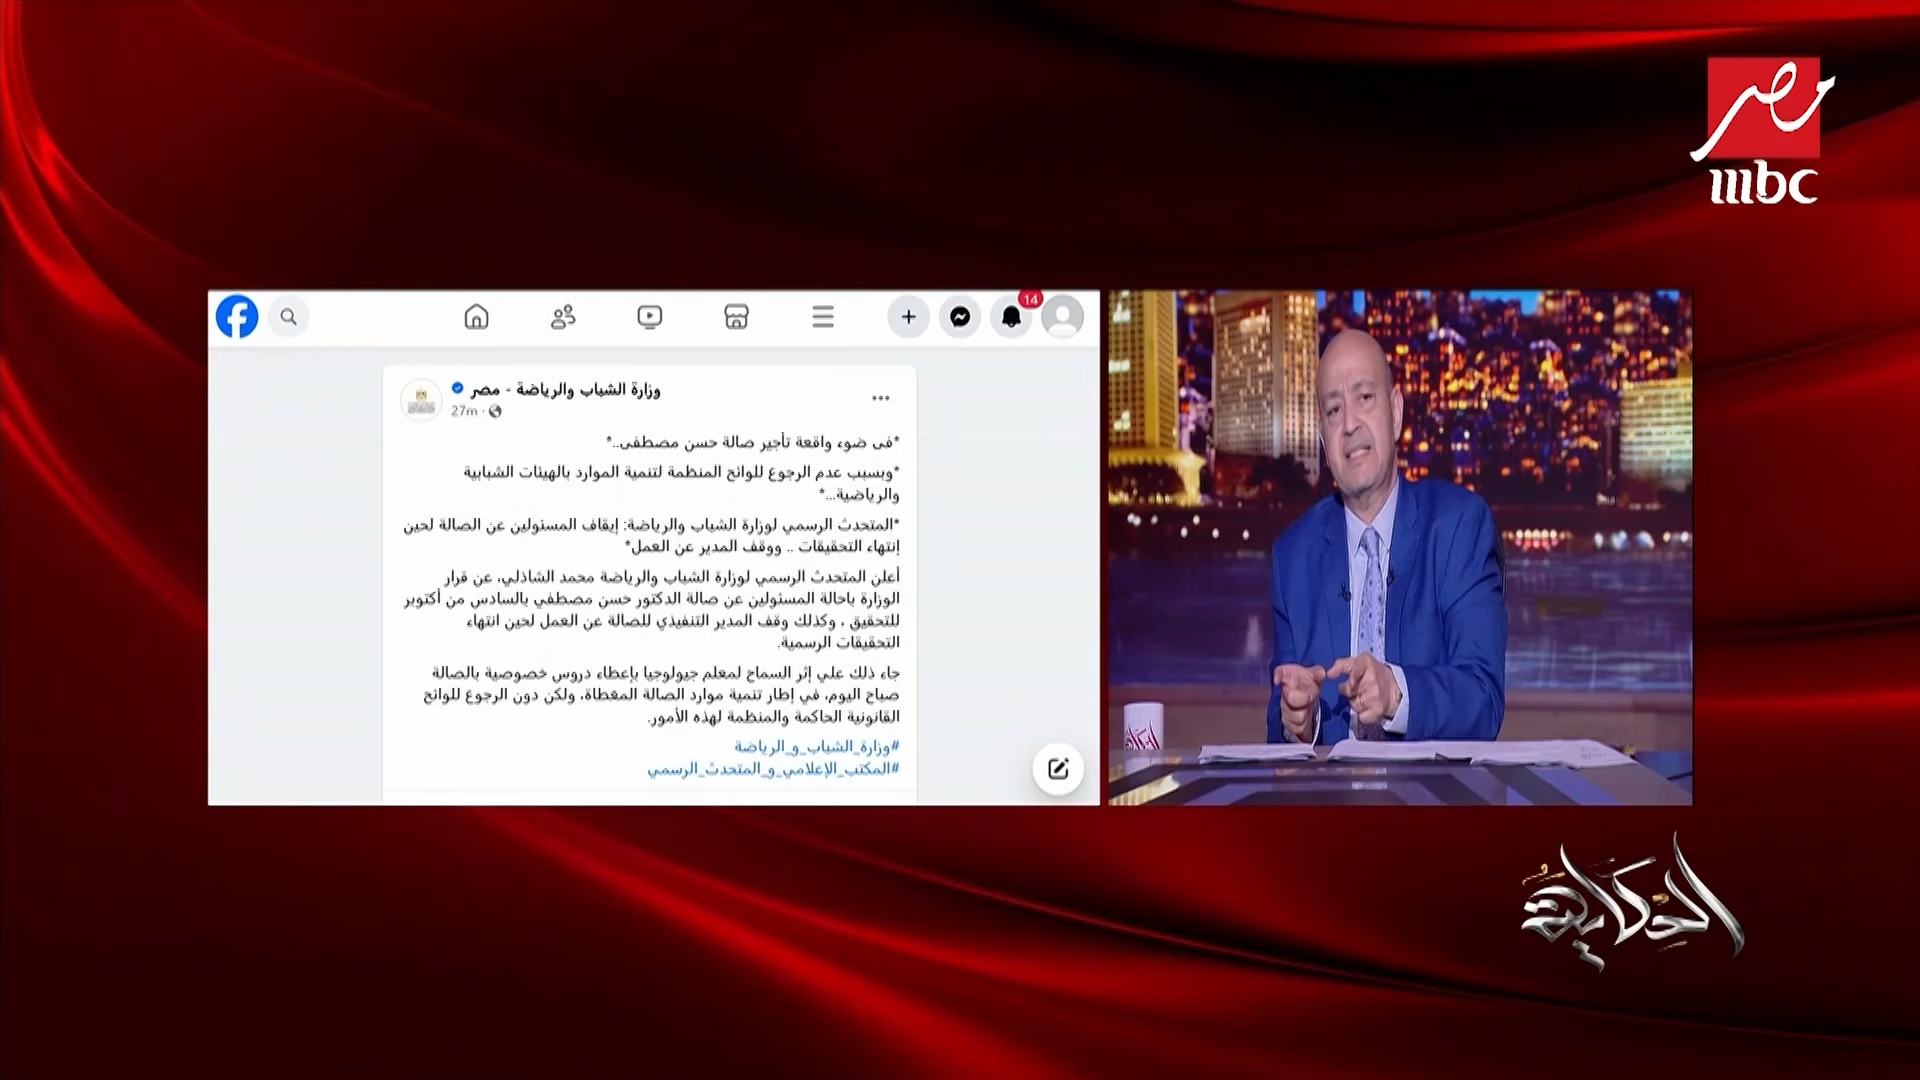 مصر
mbc
14
وزارة الشباب والرياضة - مصر
27m
*فى ضوء واقعة تأجير صالة حسن مصطفى..*
*وبسبب عدم الرجوع للوائح المنظمة لتنمية الموارد بالهيئات الشبابية
والرياضية...*
*المتحدث الرسمي لوزارة الشباب والرياضة: إيقاف المسئولين عن الصالة لحين
إنتهاء التحقيقات .. ووقف المدير عن العمل*
أعلن المتحدث الرسمي لوزارة الشباب والرياضة محمد الشاذلي، عن قرار
الوزارة باحالة المسئولين عن صالة الدكتور حسن مصطفي بالسادس من أكتوبر
للتحقيق ، وكذلك وقف المدير التنفيذي للصالة عن العمل لحين انتهاء
التحقيقات الرسمية.
جاء ذلك علي إثر السماح لمعلم جيولوجيا بإعطاء دروس خصوصية بالصالة
صباح اليوم، في إطار تنمية موارد الصالة المغطاة، ولكن دون الرجوع للوائح
القانونية الحاكمة والمنظمة لهذه الأمور.
#وزارة_الشباب_و_الرياضة
#المكتب_الإعلامي_و_المتحدث_الرسمي
الحكاية